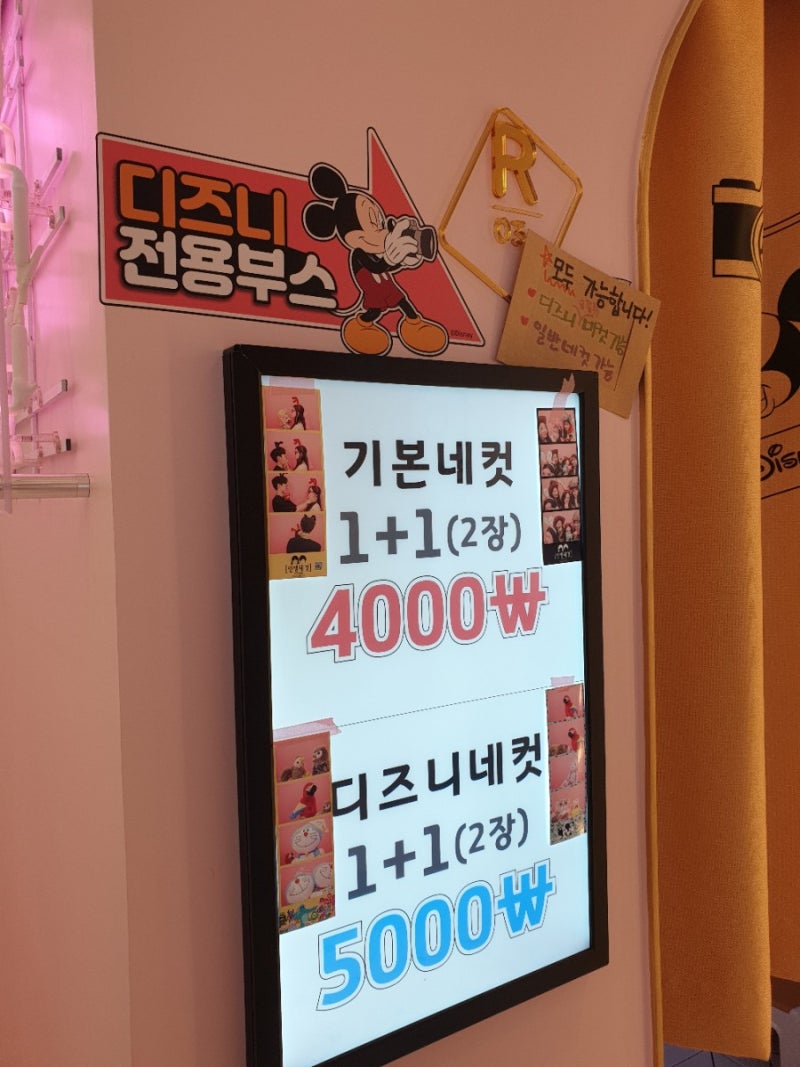 디즈니
전용부스
©Disney
R
모두 가능합니다!
디즈니 네컷 가능
일반네컷 가능
기본네컷
1+1(2장)
4000₩
디즈니네컷
1+1(2장)
5000₩